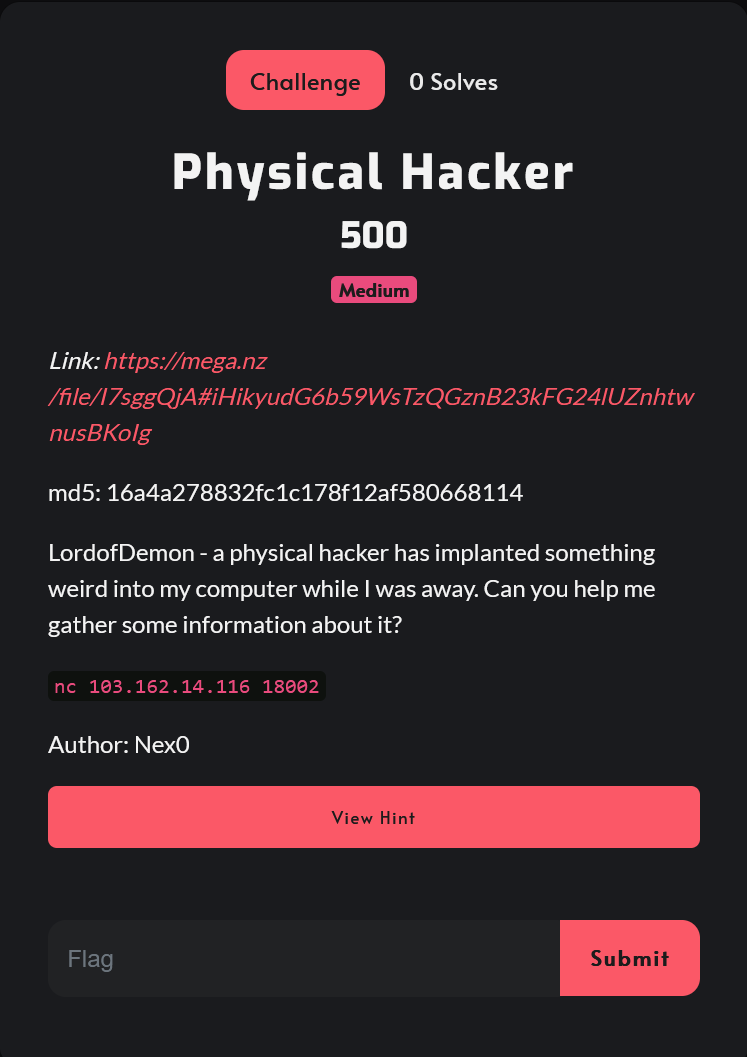 Challenge
0 Solves
Physical Hacker
500
Medium
Link: https://mega.nz
/file/I7sggQjA#iHikyudG6b59WsTzQGznB23kFG24lUZnhtw
nusBKoIg
md5: 16a4a278832fc1c178f12af580668114
LordofDemon - a physical hacker has implanted something
weird into my computer while I was away. Can you help me
gather some information about it?
nc 103.162.14.116 18002
Author: Nex0
View Hint
Flag
Submit